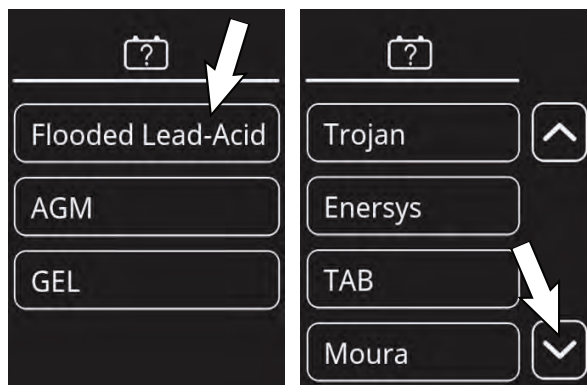 ?
Flooded Lead-Acid
AGM
GEL
?
Trojan
Enersys
TAB
Moura